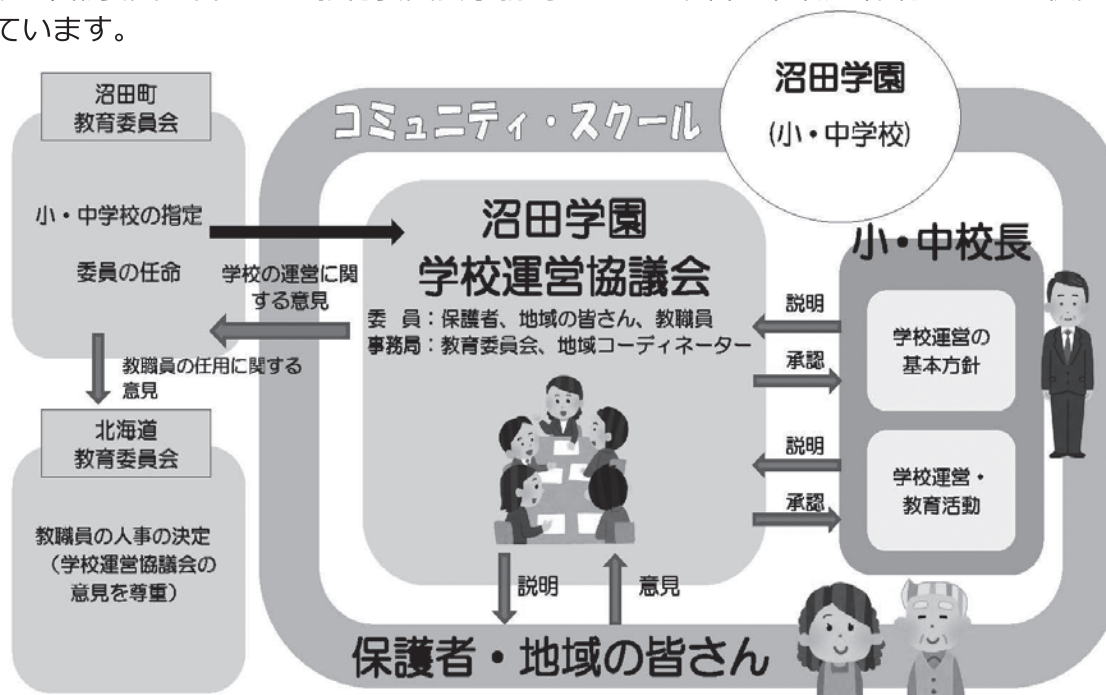 ています。
沼田町
教育委員会
小・中学校の指定
委員の任命
学校の運営に関
する意見
教職員の任用に関する
意見
北海道
教育委員会
教職員の人事の決定
(学校運営協議会の
意見を尊重)
コミュニティ・スクール
沼田学園
(小・中学校)
沼田学園
学校運営協議会
委 員:保護者、地域の皆さん、教職員
事務局:教育委員会、地域コーディネーター
説明
承認
説明
承認
小・中校長
学校運営の
基本方針
学校運営・
教育活動
説明
意見
保護者・地域の皆さん